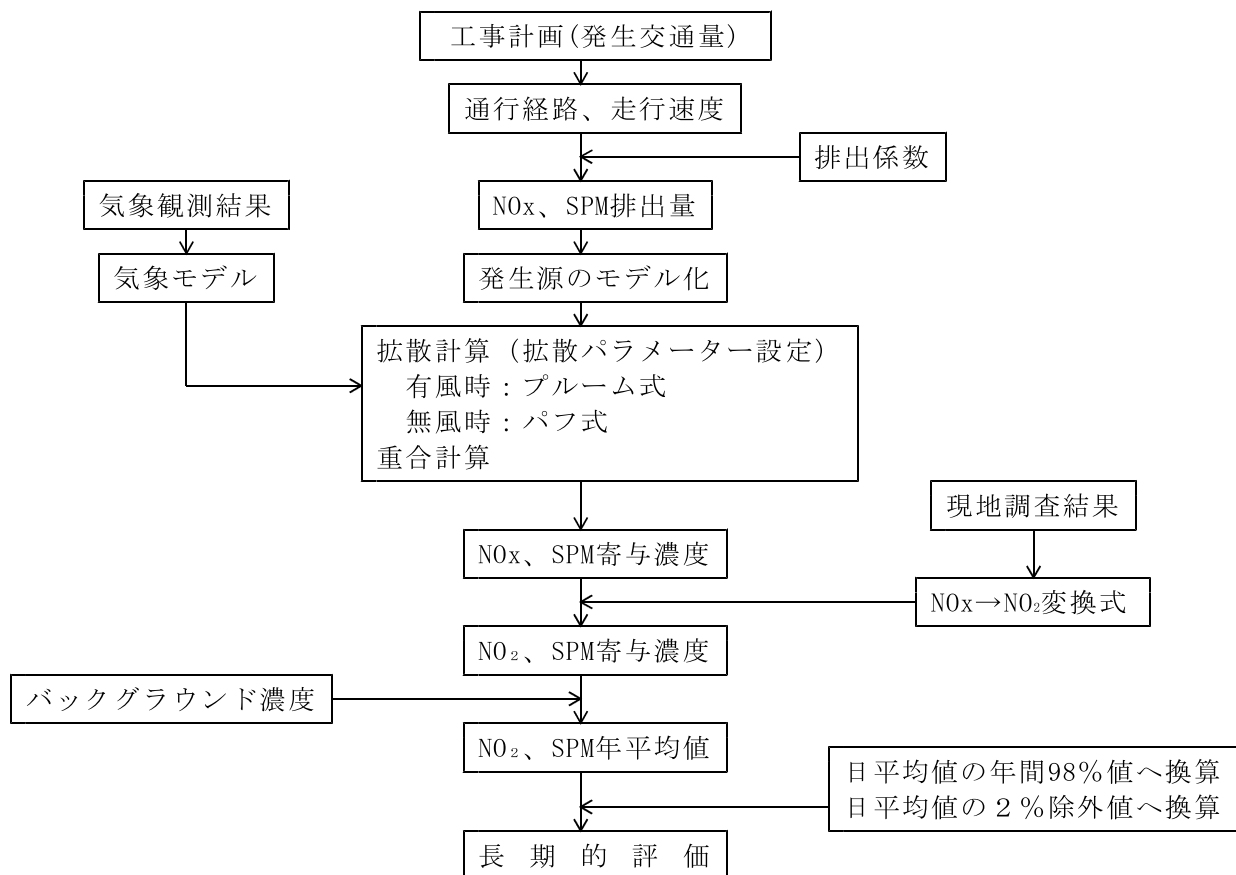 工事計画(発生交通量)
通行経路、走行速度
排出係数
気象観測結果
NOx、SPM排出量
気象モデル
発生源のモデル化
拡散計算（拡散パラメーター設定）
有風時：プルーム式
無風時：パフ式
重合計算
現地調査結果
NOx、SPM寄与濃度
NOx→NO₂変換式
NO₂、SPM寄与濃度
バックグラウンド濃度
NO₂、SPM年平均値
日平均値の年間98%値へ換算
日平均値の２％除外値へ換算
長　期　的　評　価